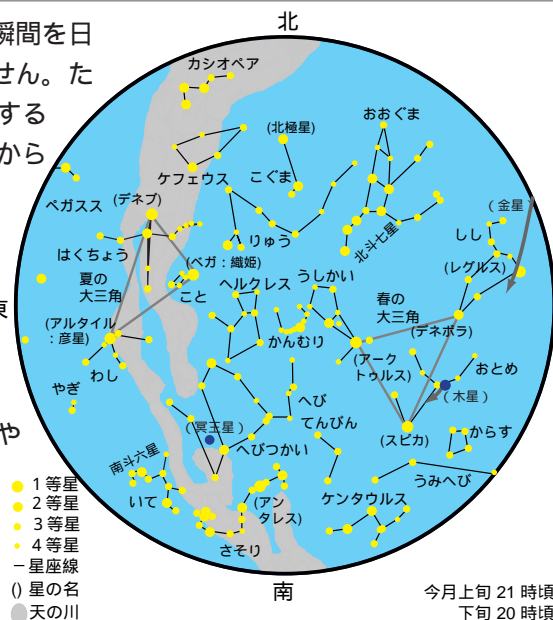 瞬間を日
せん。た
する
から
や
北
カシオペア
(北極星)
おおぐま
ケフェウス
こぐま
ペガスス
(デネブ)
(金星)
しし
はくちょう
りゅう
北斗七星
(ベガ：織姫)
うしかい
(レグルス)
夏の
大三角
こと
ヘルクレス
春の
大三角
東
(デネボラ)
(アルタイル
：彦星)
かんむり
(アーク
トゥルス)
おとめ
わし
へび
(木星)
やぎ
てんびん
(冥王星)
(スピカ)
からす
へびつかい
南斗六星
うみへび
いて
(アン
タレス)
ケンタウルス
さそり
1等星
2等星
3等星
4等星
星座線
() 星の名
天の川
南
今月上旬 21 時頃
下旬 20 時頃